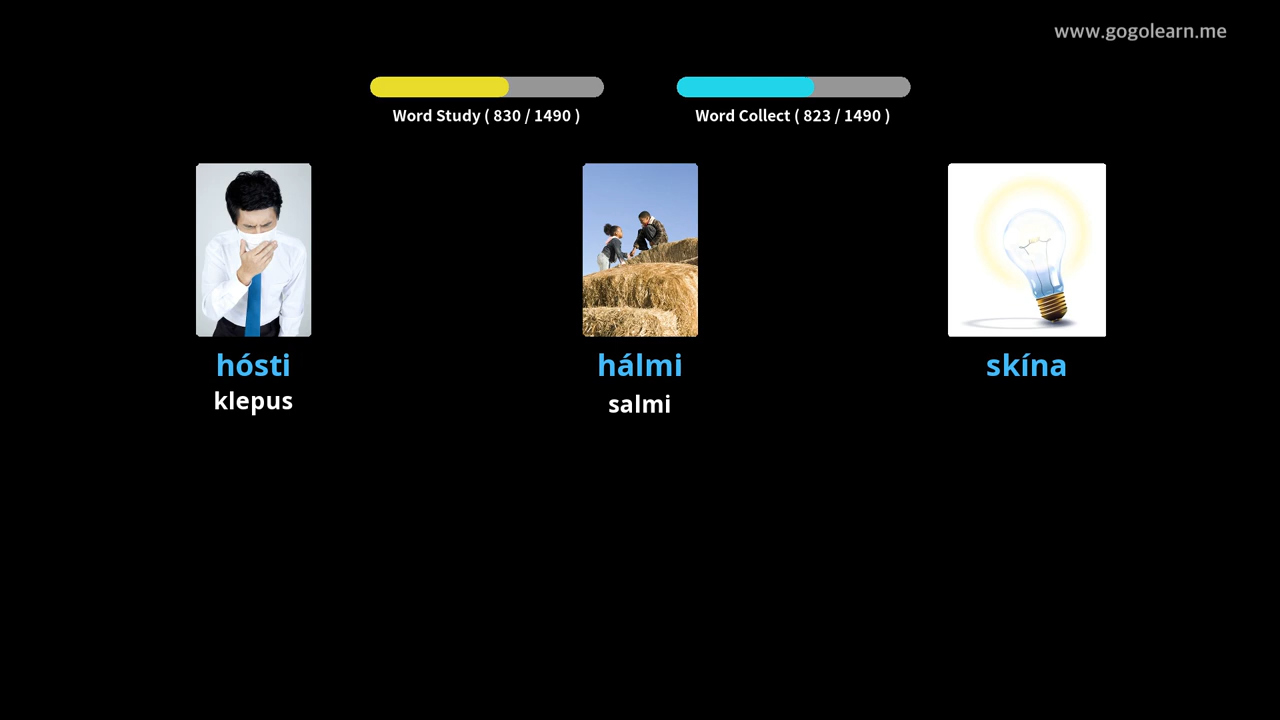 www.gogolearn.me
Word Study ( 830 / 1490 )
Word Collect ( 823 / 1490 )
hósti
klepus
hálmi
salmi
skína